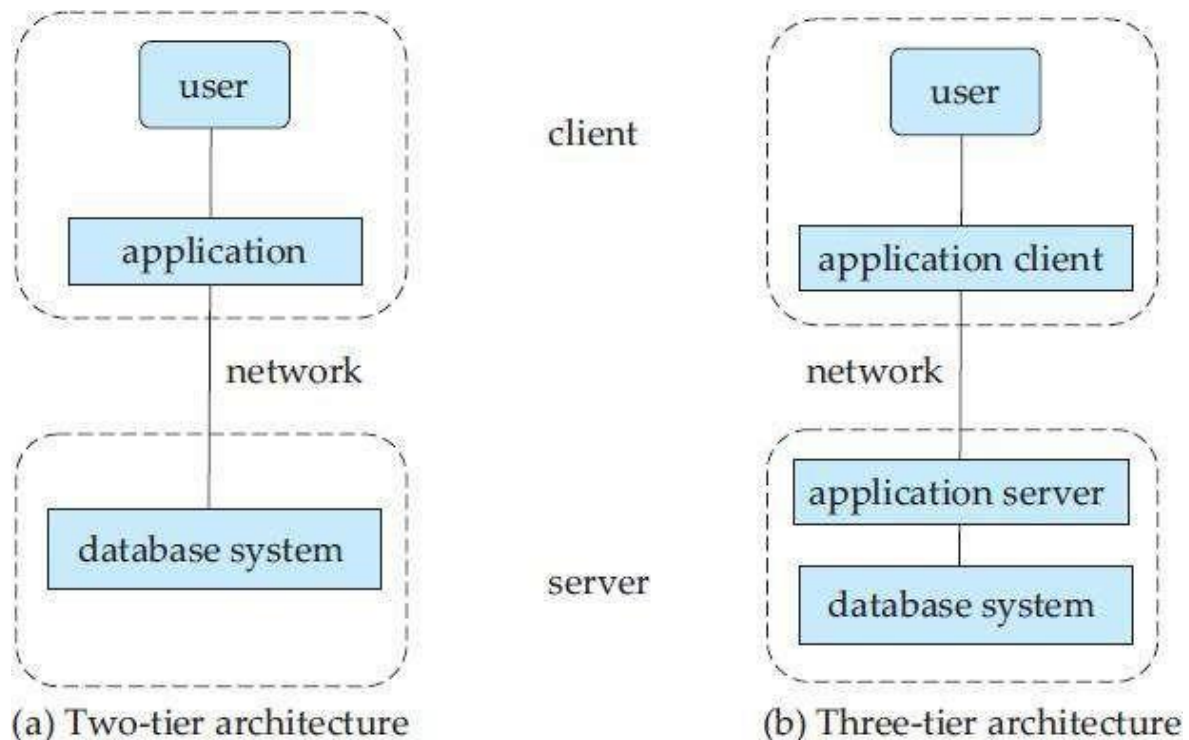 user
application
network
database system
(a) Two-tier architecture
client
server
user
application client
network
application server
database system
(b) Three-tier architecture